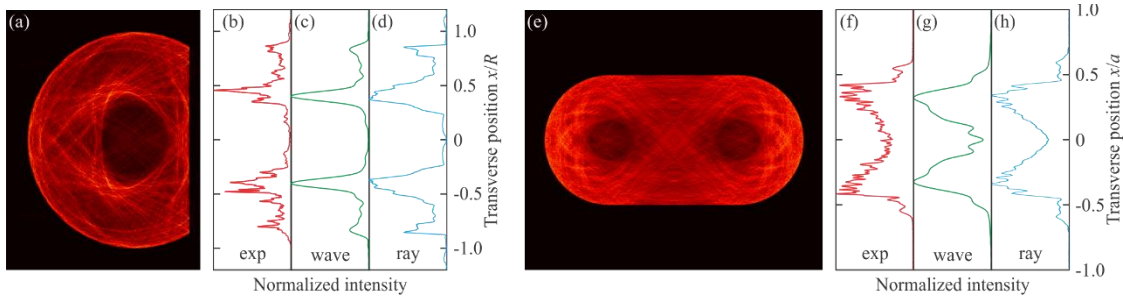 (a)
(b)
(c)
(d)
1.0
0.5
0
-0.5
-1.0
Transverse position x/R
exp
wave
ray
Normalized intensity
(e)
(f)
(g)
(h)
1.0
0.5
0
-0.5
-1.0
Transverse position x/a
exp
wave
ray
Normalized intensity